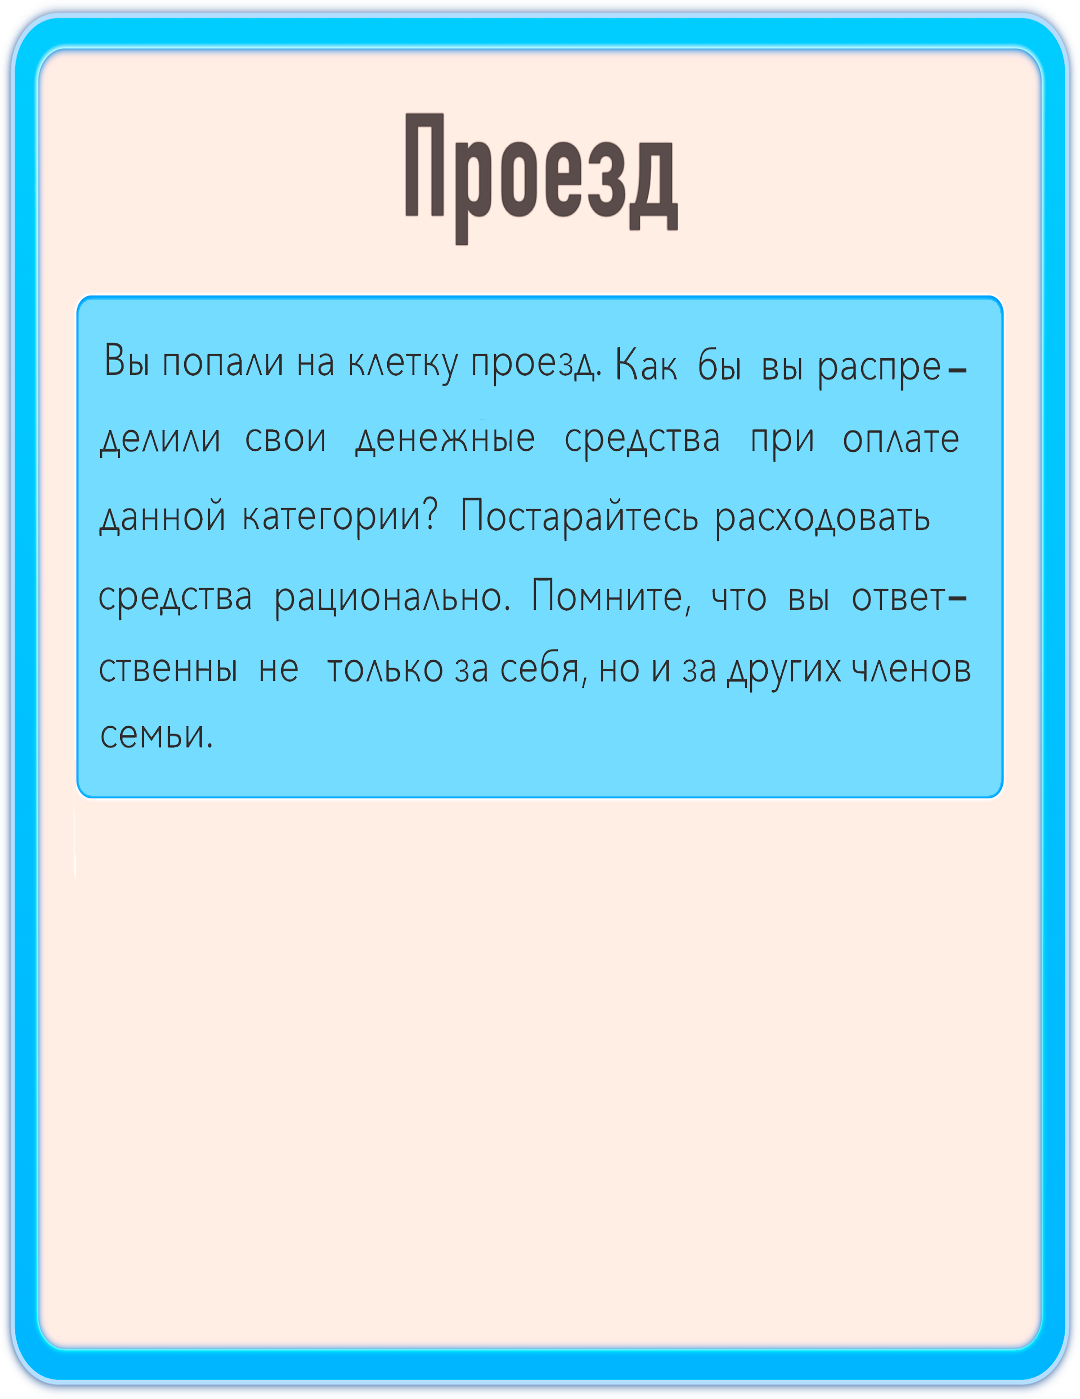 Проезд
Вы попали на клетку проезд. Как бы вы распре-
делили свои денежные средства при оплате
данной категории? Постарайтесь расходовать
средства рационально. Помните, что вы ответ-
ственны не только за себя, но и за других членов
семьи.